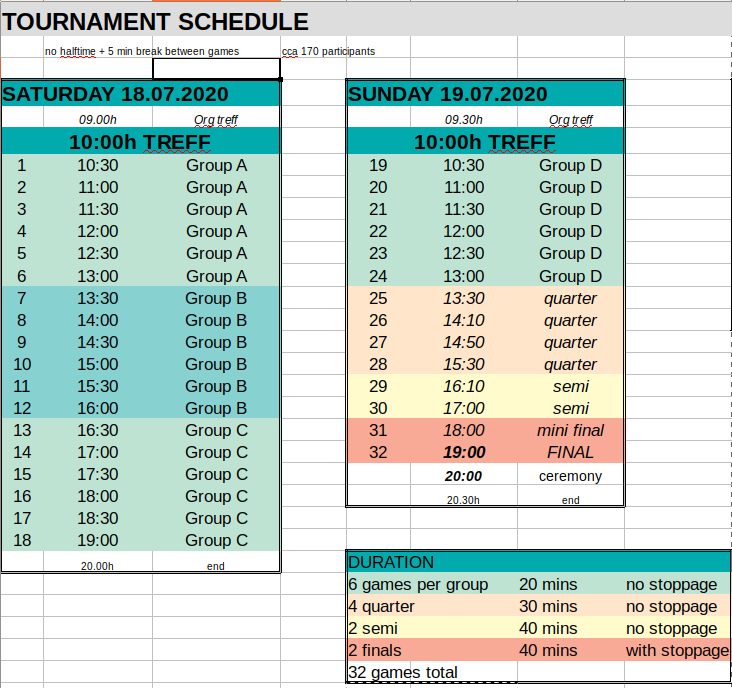 TOURNAMENT SCHEDULE
no halftime + 5 min break between games cca 170 participants
SATURDAY 18.07.2020
09.00h Orgtreff
10:00h TREFF
1 10:30 Group A
2 11:00 Group A
3 11:30 Group A
4 12:00 Group A
5 12:30 Group A
6 13:00 Group A
7 13:30 Group B
8 14:00 Group B
9 14:30 Group B
10 15:00 Group B
11 15:30 Group B
12 16:00 Group B
13 16:30 Group C
14 17:00 Group C
15 17:30 Group C
16 18:00 Group C
17 18:30 Group C
18 19:00 Group C
20.00h end
SUNDAY 19.07.2020
09.30h Orgtreff
10:00h TREFF
19 10:30 Group D
20 11:00 Group D
21 11:30 Group D
22 12:00 Group D
23 12:30 Group D
24 13:00 Group D
25 13:30 quarter
26 14:10 quarter
27 14:50 quarter
28 15:30 quarter
29 16:10 semi
30 17:00 semi
31 18:00 mini final
32 19:00 FINAL
20:00 ceremony
20.30h end
DURATION
6 games per group 20 mins no stoppage
4 quarter 30 mins no stoppage
2 semi 40 mins no stoppage
2 finals 40 mins with stoppage
32 games total